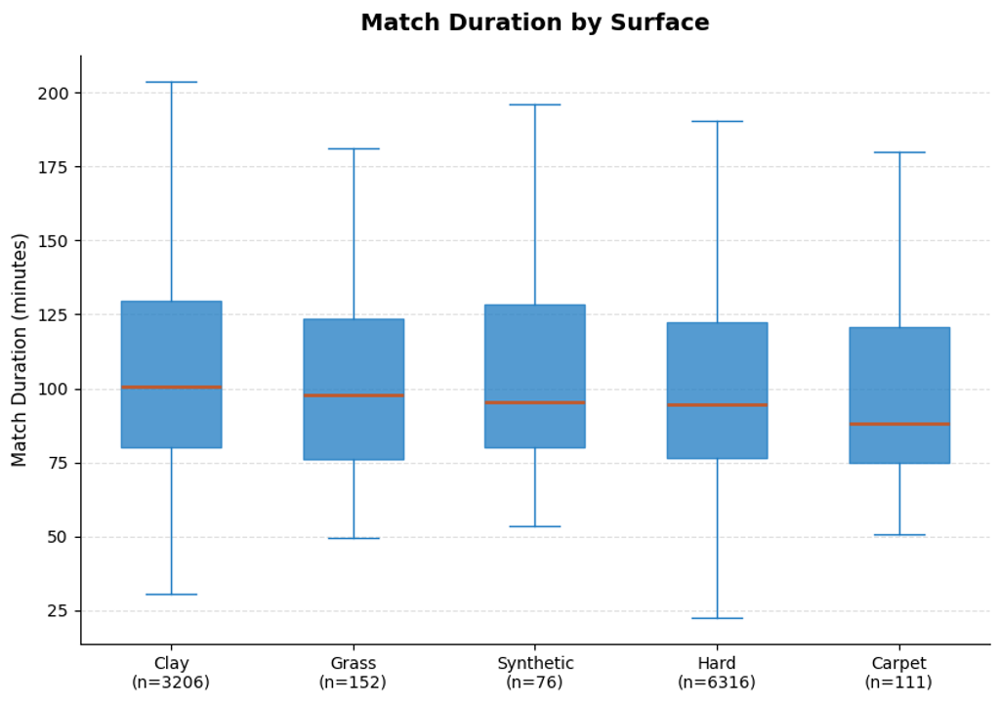 Match Duration by Surface
Match Duration (minutes)
200
175
150
125
100
75
50
25
Clay
(n=3206)
Grass
(n=152)
Synthetic
(n=76)
Hard
(n=6316)
Carpet
(n=111)